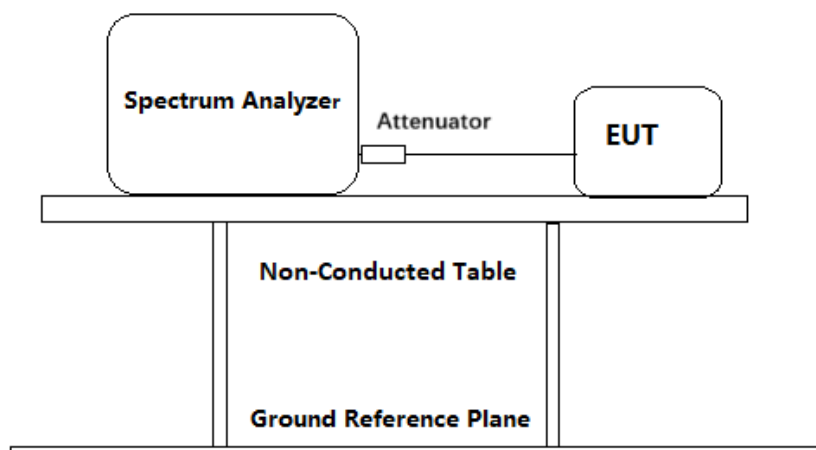 Spectrum Analyzer
Attenuator
EUT
Non-Conducted Table
Ground Reference Plane